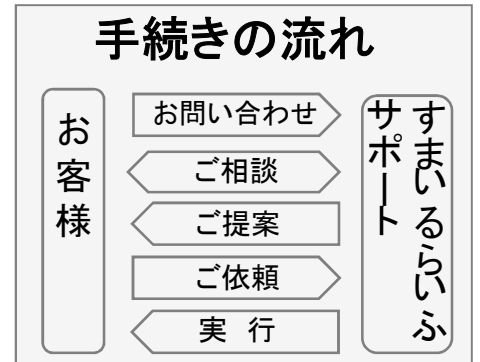 手続きの流れ
お客様
お問い合わせ
ご相談
ご提案
ご依頼
実 行
すまいるらいふ
サポート